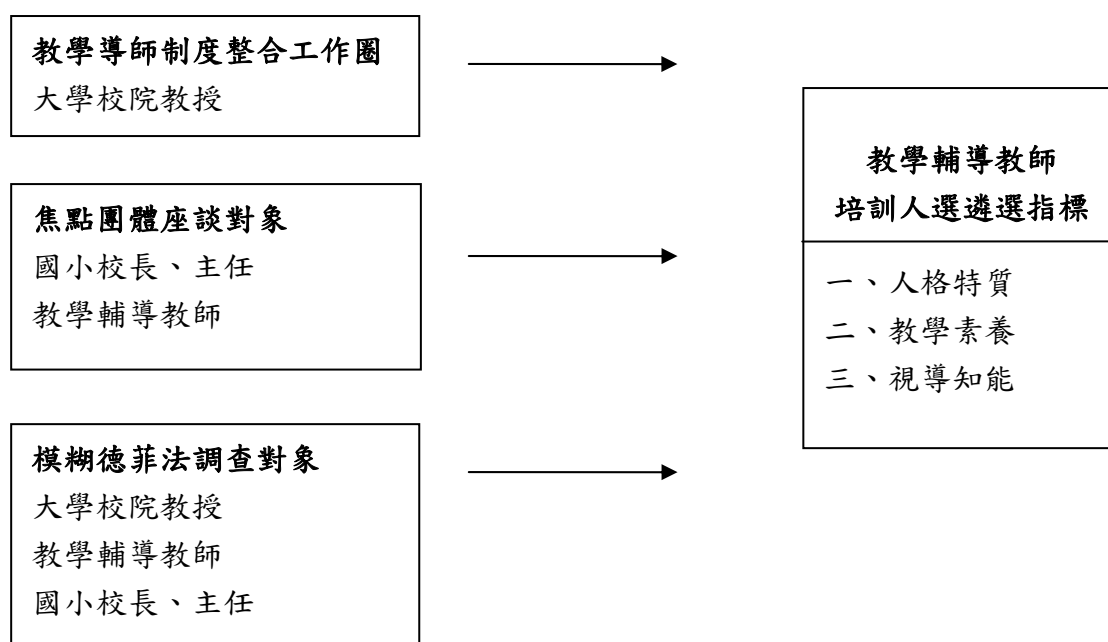 教學導師制度整合工作圈
大學校院教授
焦點團體座談對象
國小校長、主任
教學輔導教師
模糊德菲法調查對象
大學校院教授
教學輔導教師
國小校長、主任
教學輔導教師
培訓人選遴選指標
一、人格特質
二、教學素養
三、視導知能